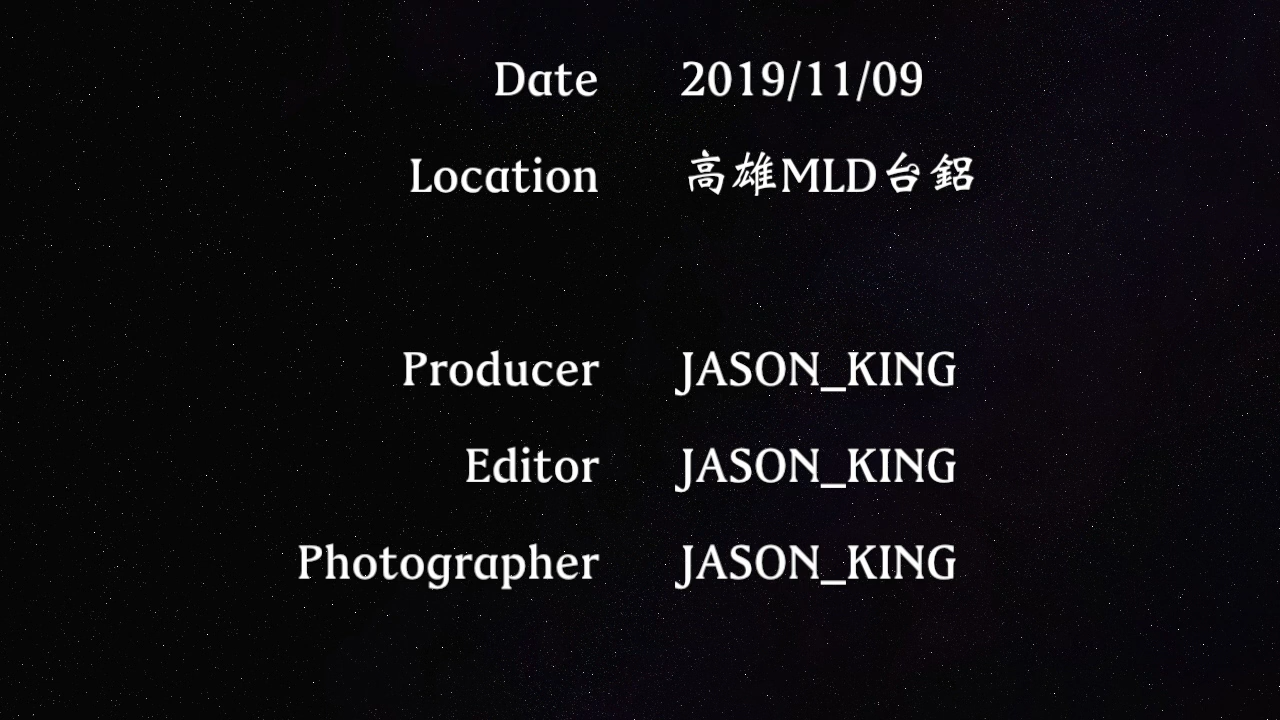 Date 2019/11/09
Location 高雄MLD台鋁
Producer JASON_KING
Editor JASON_KING
Photographer JASON_KING